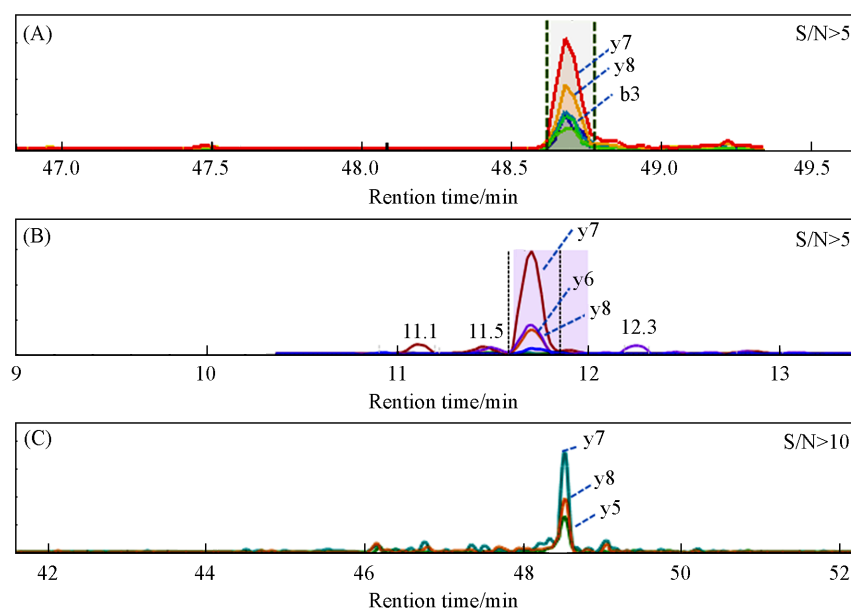 (A)
S/N>5
y7
y8
b3
47.0 47.5 48.0 48.5 49.0 49.5
Rention time/min
(B)
S/N>5
y7
y6
y8
11.1 11.5 12.3
9 10 11 12 13
Rention time/min
(C)
S/N>10
y7
y8
y5
42 44 46 48 50 52
Rention time/min